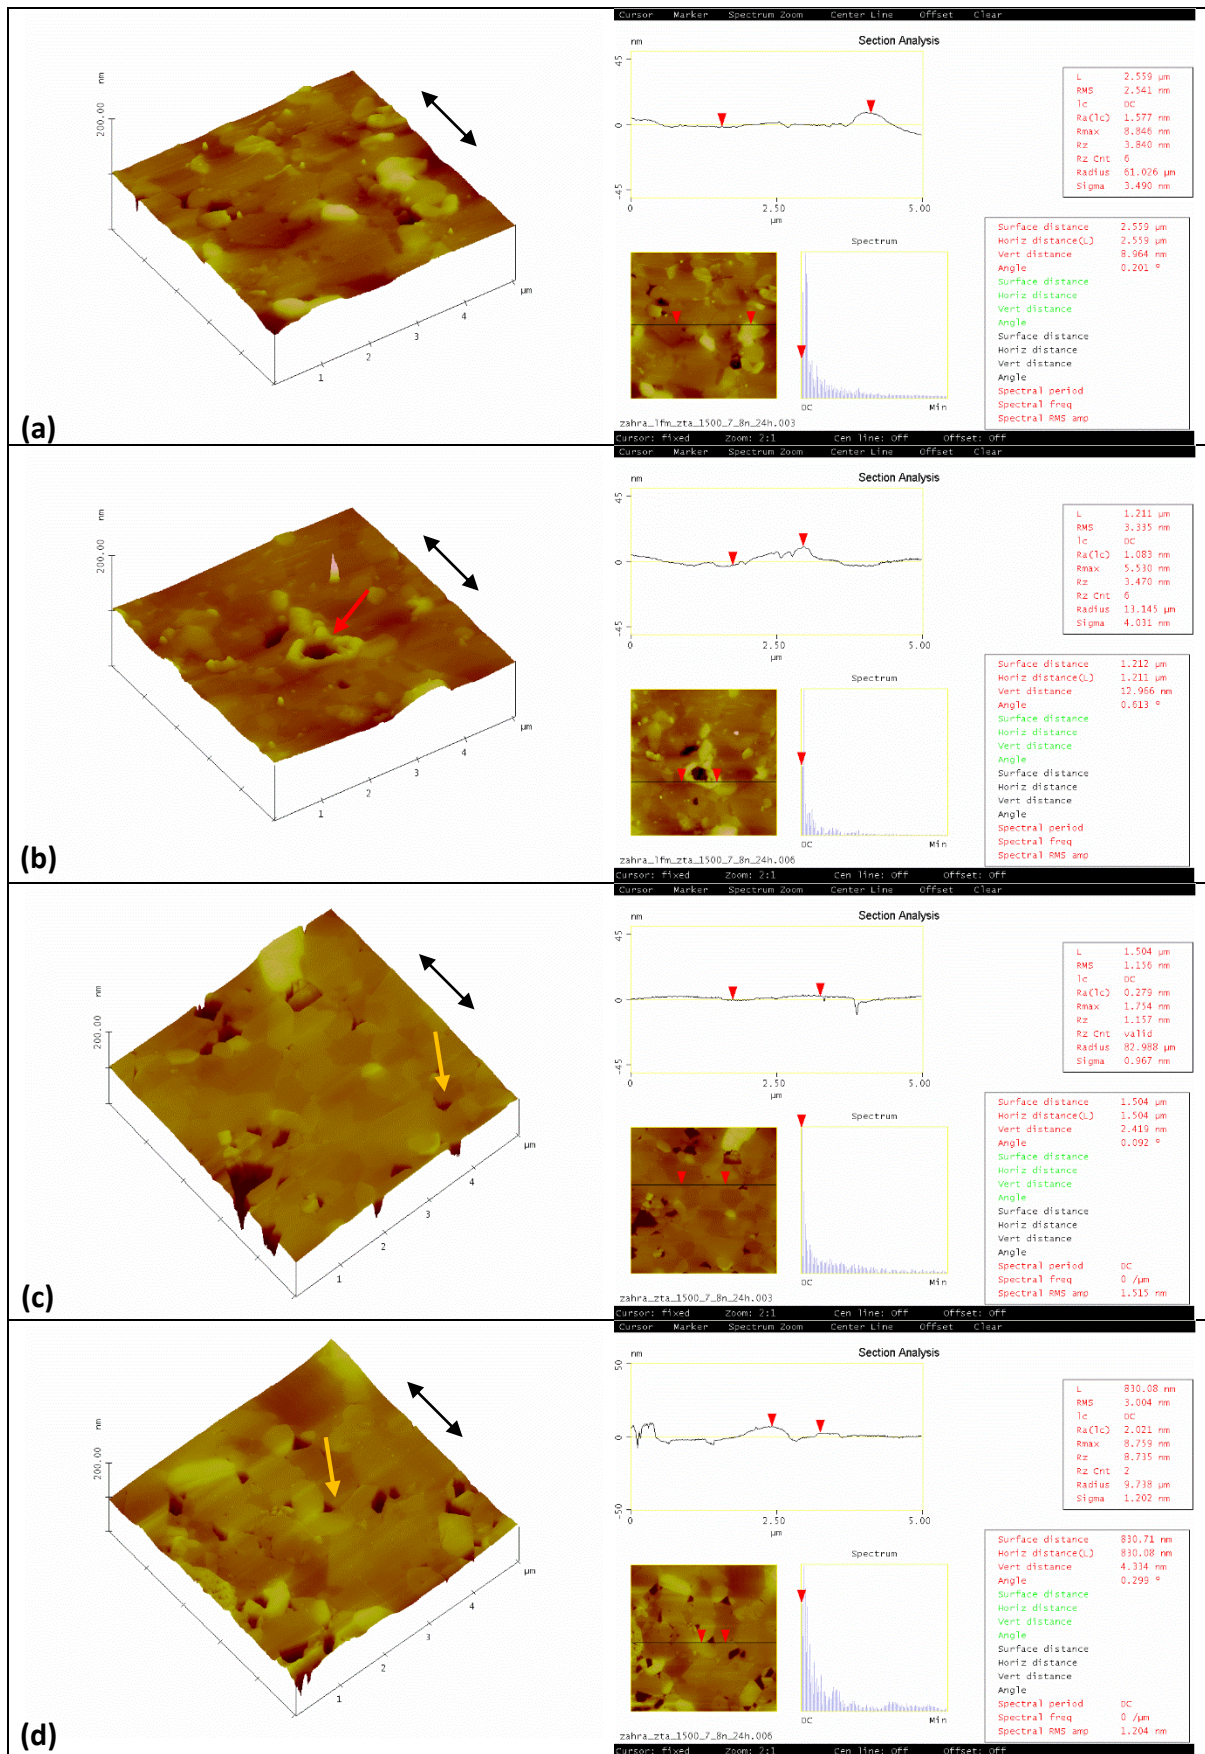 Cursor Marker Spectrum Zoom Center Line Offset Clear
Section Analysis
nm
200.00
nm
45
0
-45
0 2.50 5.00
µm
L 2.559 µm
RMS 2.541 nm
lc DC
Ra(lc) 1.577 nm
Rmax 8.846 nm
Rz 3.840 nm
Rz Cnt 6
Radius 61.026 µm
Sigma 3.490 nm
Surface distance 2.559 µm
Horiz distance(L) 2.559 µm
Vert distance 8.964 nm
Angle 0.201 °
Surface distance
Horiz distance
Vert distance
Angle
Surface distance
Horiz distance
Vert distance
Angle
Spectral period
Spectral freq
Spectral RMS amp
Spectrum
DC Min
1 2 3 4 µm
(a)
zahra_lfm_zta_1500_7_8n_24h.003
Cursor: fixed Zoom: 2:1 Cen line: Off Offset: Off
Cursor Marker Spectrum Zoom Center Line Offset Clear
Section Analysis
nm
200.00
nm
45
0
-45
0 2.50 5.00
µm
L 1.211 µm
RMS 3.335 nm
lc DC
Ra(lc) 1.083 nm
Rmax 5.530 nm
Rz 3.470 nm
Rz Cnt 6
Radius 13.145 µm
Sigma 4.031 nm
Surface distance 1.212 µm
Horiz distance(L) 1.211 µm
Vert distance 12.966 nm
Angle 0.613 °
Surface distance
Horiz distance
Vert distance
Angle
Surface distance
Horiz distance
Vert distance
Angle
Spectral period
Spectral freq
Spectral RMS amp
Spectrum
DC Min
1 2 3 4 µm
(b)
zahra_lfm_zta_1500_7_8n_24h.006
Cursor: fixed Zoom: 2:1 Cen line: Off Offset: Off
Cursor Marker Spectrum Zoom Center Line Offset Clear
Section Analysis
nm
200.00
nm
45
0
-45
0 2.50 5.00
µm
L 1.504 µm
RMS 1.156 nm
lc DC
Ra(lc) 0.279 nm
Rmax 1.754 nm
Rz 1.157 nm
Rz Cnt valid
Radius 82.988 µm
Sigma 0.967 nm
Surface distance 1.504 µm
Horiz distance(L) 1.504 µm
Vert distance 2.419 nm
Angle 0.092 °
Surface distance
Horiz distance
Vert distance
Angle
Surface distance
Horiz distance
Vert distance
Angle
Spectral period DC
Spectral freq 0 /µm
Spectral RMS amp 1.515 nm
Spectrum
DC Min
1 2 3 4 µm
(c)
zahra_zta_1500_7_8n_24h.003
Cursor: fixed Zoom: 2:1 Cen line: Off Offset: Off
Cursor Marker Spectrum Zoom Center Line Offset Clear
Section Analysis
nm
200.00
nm
50
0
-50
0 2.50 5.00
µm
L 830.08 nm
RMS 3.004 nm
lc DC
Ra(lc) 2.021 nm
Rmax 8.759 nm
Rz 8.735 nm
Rz Cnt 2
Radius 9.738 µm
Sigma 1.202 nm
Surface distance 830.71 nm
Horiz distance(L) 830.08 nm
Vert distance 4.334 nm
Angle 0.299 °
Surface distance
Horiz distance
Vert distance
Angle
Surface distance
Horiz distance
Vert distance
Angle
Spectral period DC
Spectral freq 0 /µm
Spectral RMS amp 1.204 nm
Spectrum
DC Min
1 2 3 4 µm
(d)
zahra_zta_1500_7_8n_24h.006
Cursor: fixed Zoom: 2:1 Cen line: Off Offset: Off